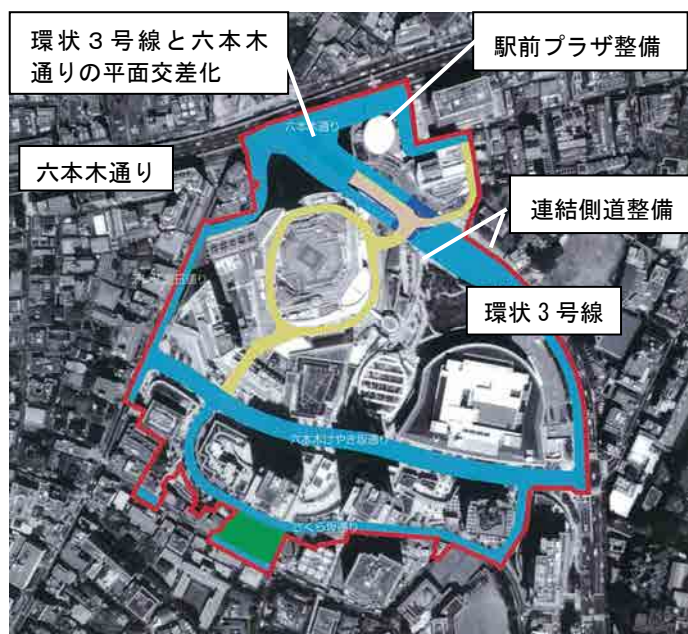 環状３号線と六本木
通りの平面交差化
駅前プラザ整備
六本木通り
六本木通り
連結側道整備
環状３号線
六本木けやき坂通り
さくら坂通り